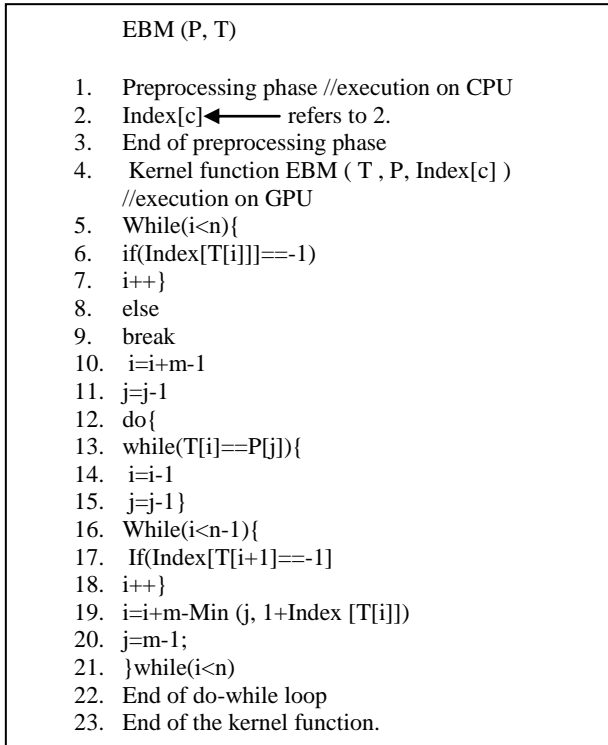 EBM (P, T)
1. Preprocessing phase //execution on CPU
2. Index[c] refers to 2.
3. End of preprocessing phase
4. Kernel function EBM ( T , P, Index[c] )
//execution on GPU
5. While(i<n){
6. if(Index[T[i]]]==-1)
7. i++}
8. else
9. break
10. i=i+m-1
11. j=j-1
12. do{
13. while(T[i]==P[j]){
14. i=i-1
15. j=j-1}
16. While(i<n-1){
17. If(Index[T[i+1]==-1]
18. i++}
19. i=i+m-Min (j, 1+Index [T[i]])
20. j=m-1;
21. }while(i<n)
22. End of do-while loop
23. End of the kernel function.